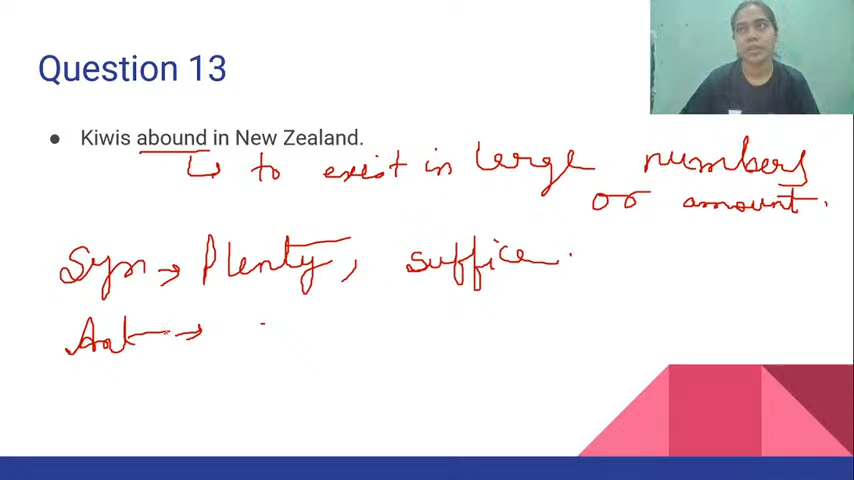 Question 13
● Kiwis abound in New Zealand.
↳ to exist in large numbers
or amount.
Syn → Plenty, suffice.
Ant →